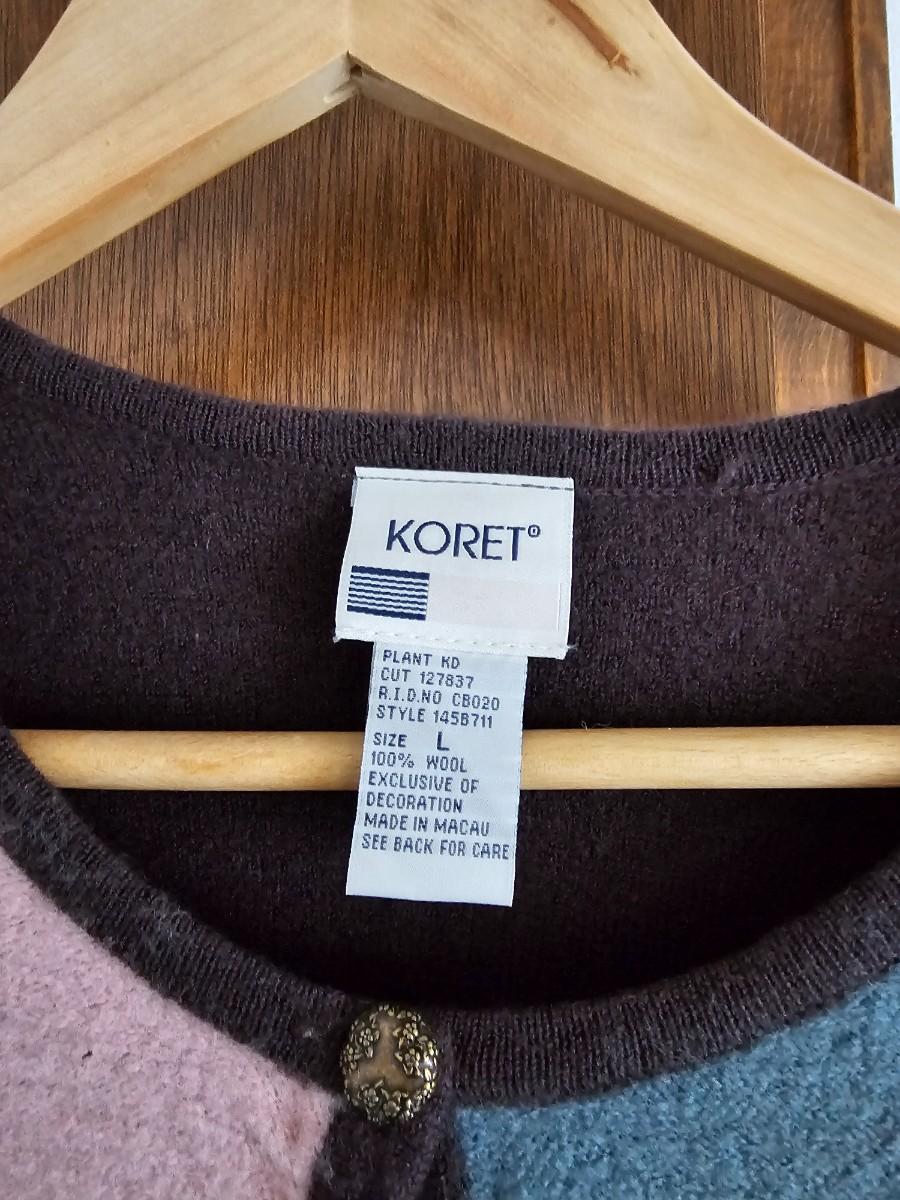 KORET®
PLANT KD
CUT 127837
R.I.D.NO CB020
STYLE 145B711
SIZE L
100% WOOL
EXCLUSIVE OF
DECORATION
MADE IN MACAU
SEE BACK FOR CARE